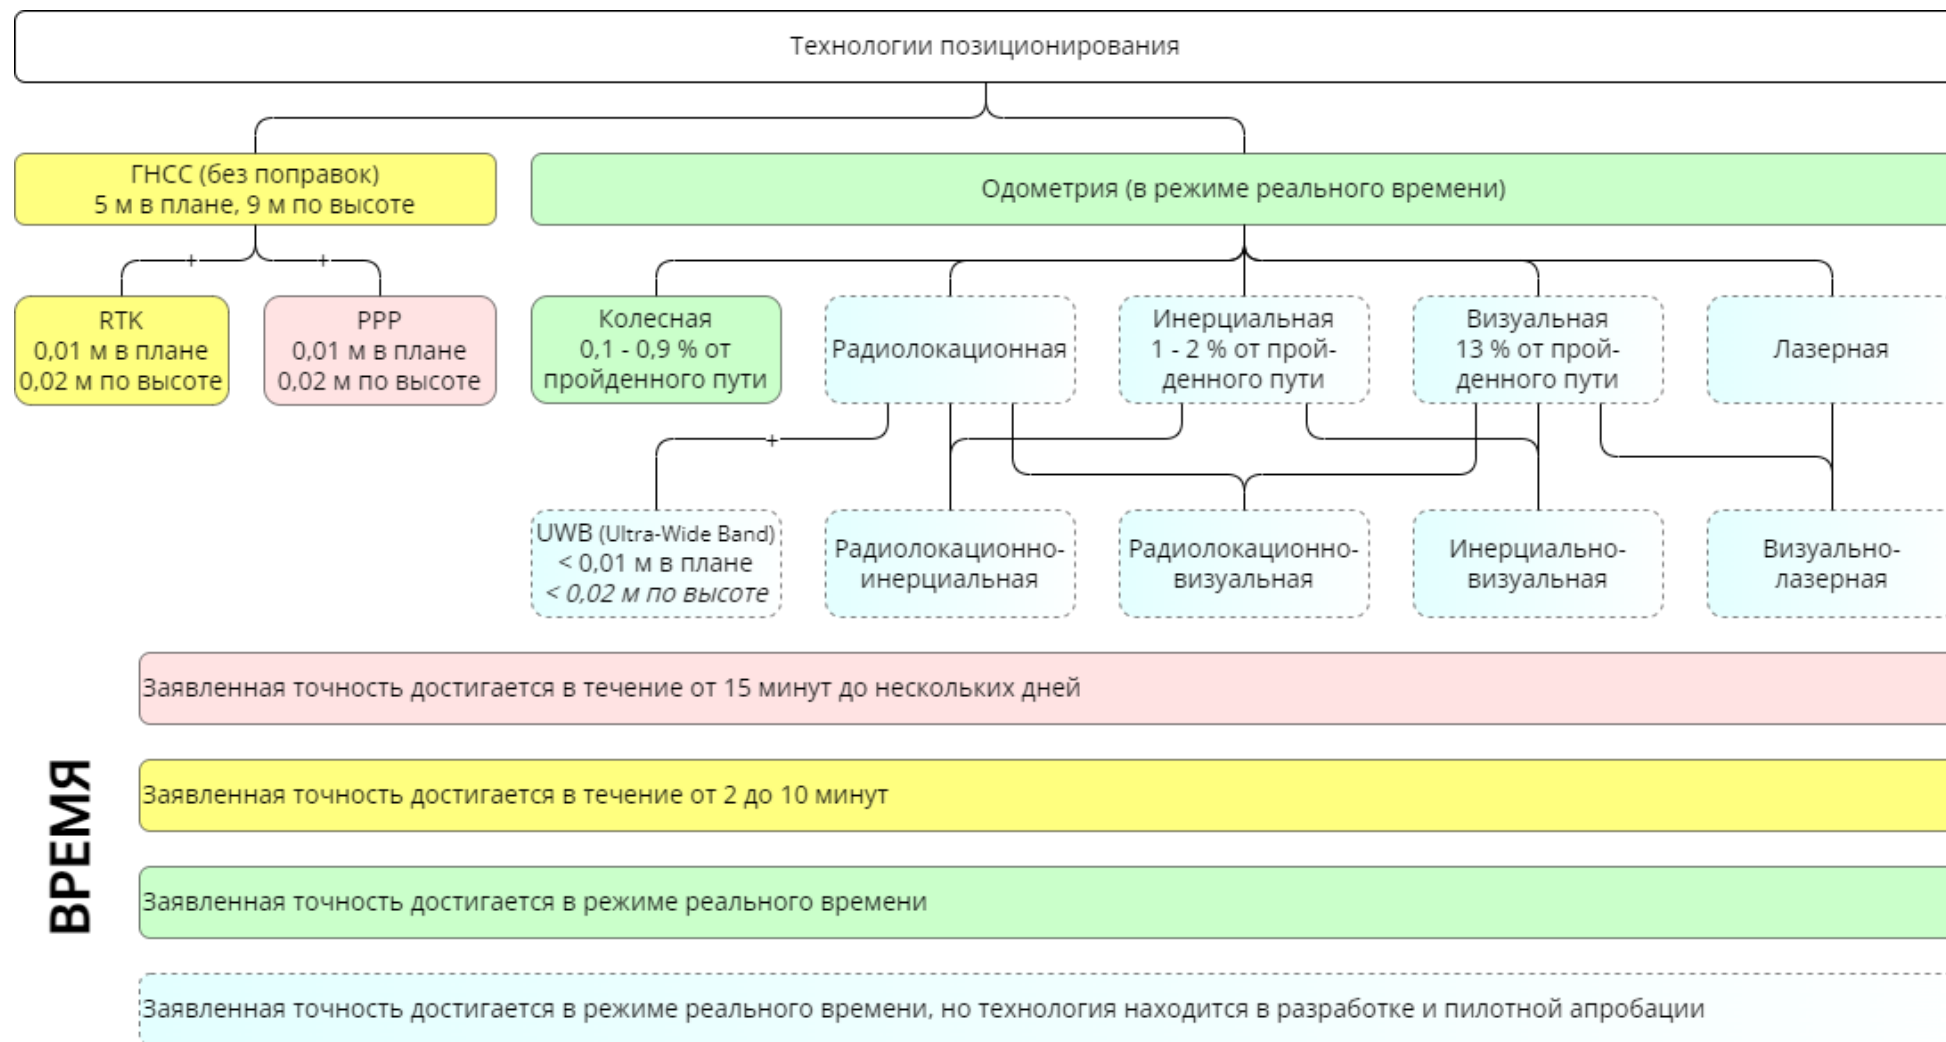 Технологии позиционирования
ГНСС (без поправок)
5 м в плане, 9 м по высоте
Одометрия (в режиме реального времени)
+
+
RTK
0,01 м в плане
0,02 м по высоте
PPP
0,01 м в плане
0,02 м по высоте
Колесная
0,1 - 0,9 % от
пройденного пути
Радиолокационная
Инерциальная
1 - 2 % от прой-
денного пути
Визуальная
13 % от прой-
денного пути
Лазерная
+
UWB (Ultra-Wide Band)
< 0,01 м в плане
< 0,02 м по высоте
Радиолокационно-
инерциальная
Радиолокационно-
визуальная
Инерциально-
визуальная
Визуально-
лазерная
ВРЕМЯ
Заявленная точность достигается в течение от 15 минут до нескольких дней
Заявленная точность достигается в течение от 2 до 10 минут
Заявленная точность достигается в режиме реального времени
Заявленная точность достигается в режиме реального времени, но технология находится в разработке и пилотной апробации